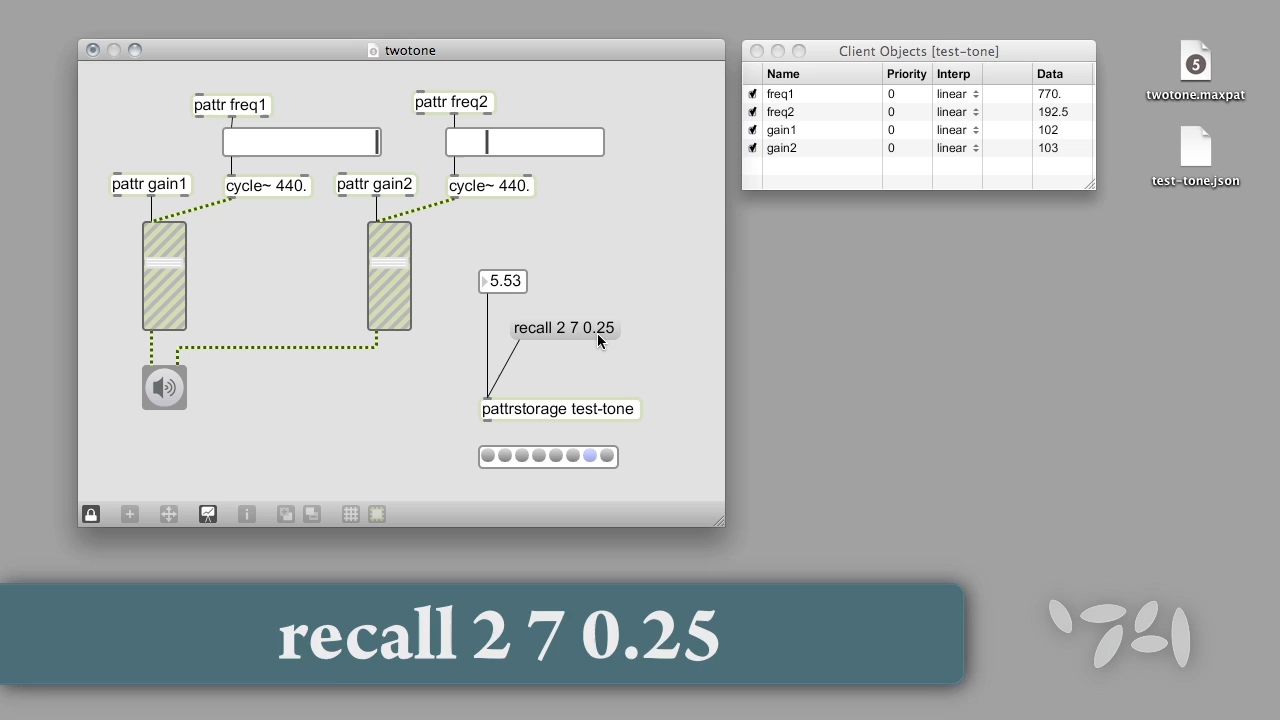 twotone
pattr freq1
pattr freq2
pattr gain1
cycle~ 440.
pattr gain2
cycle~ 440.
5.53
recall 2 7 0.25
pattrstorage test-tone
Client Objects [test-tone]
Name Priority Interp Data
freq1 0 linear 770.
freq2 0 linear 192.5
gain1 0 linear 102
gain2 0 linear 103
5
twotone.maxpat
test-tone.json
recall 2 7 0.25